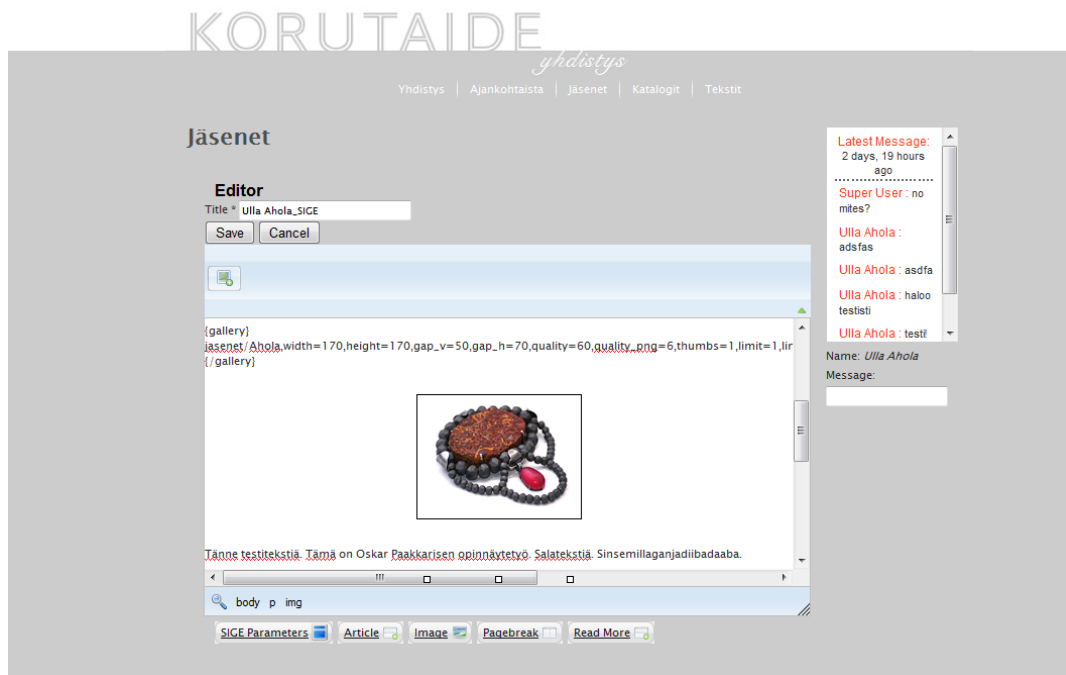 KORUTAIDE
yhdistys
Yhdistys Ajankohtaista Jäsenet Katalogit Tekstit
Jäsenet
Editor
Title * Ulla Ahola_SIGE
Save Cancel
{gallery}
jasenet/Ahola,width=170,height=170,gap_v=50,gap_h=70,quality=60,quality_png=6,thumbs=1,limit=1,lir
{/gallery}
Tänne testitekstiä. Tämä on Oskar Paakkarisen opinnäytetyö. Salatekstiä. Sinsemillaganjadiibadaaba.
body p img
SIGE Parameters Article Image Pagebreak Read More
Latest Message:
2 days, 19 hours
ago
Super User : no
mites?
Ulla Ahola :
adsfas
Ulla Ahola : asdfa
Ulla Ahola : haloo
testisti
Ulla Ahola : testi!
Name: Ulla Ahola
Message: